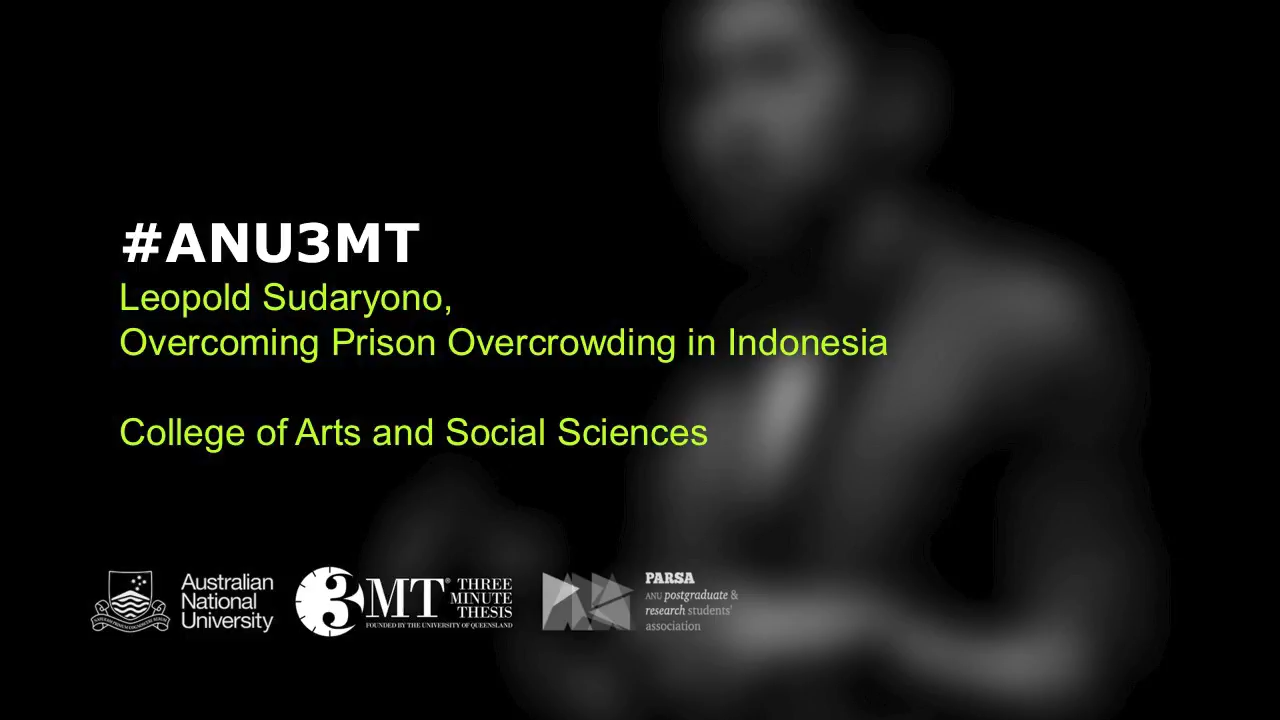 #ANU3MT
Leopold Sudaryono,
Overcoming Prison Overcrowding in Indonesia
College of Arts and Social Sciences
Australian
National
University
3MT® THREE
MINUTE
THESIS
FOUNDED BY THE UNIVERSITY OF QUEENSLAND
PARSA
ANU postgraduate &
research students'
association